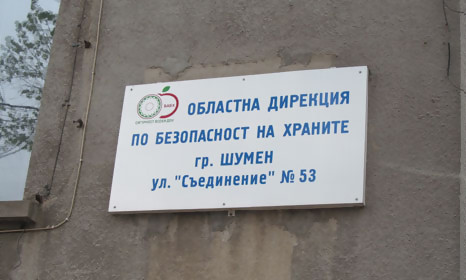 ОБЛАСТНА ДИРЕКЦИЯ
ПО БЕЗОПАСНОСТ НА ХРАНИТЕ
гр. ШУМЕН
ул. "Съединение" № 53